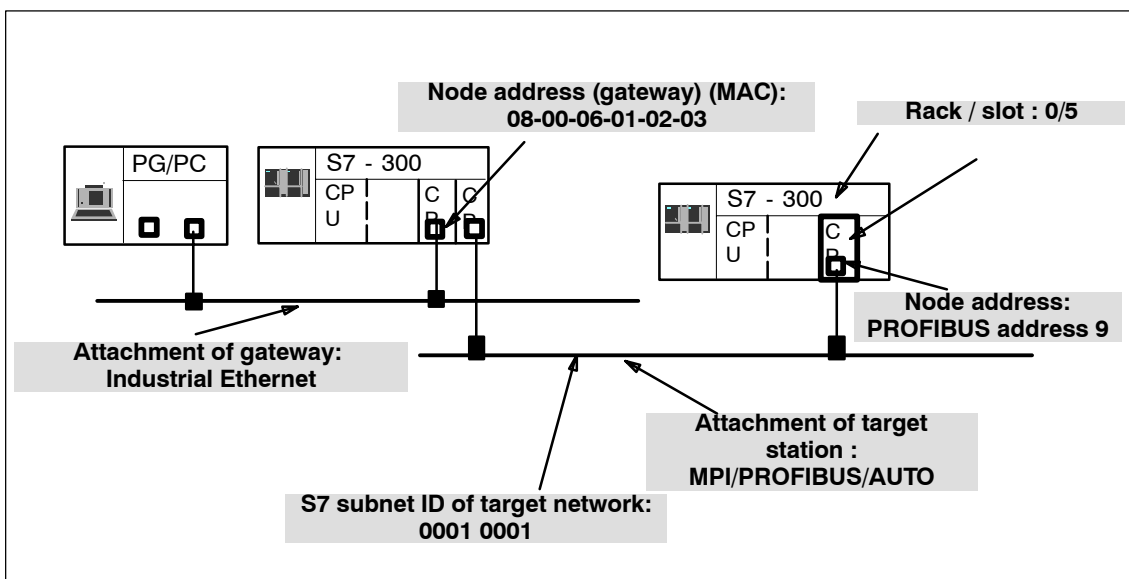 Node address (gateway) (MAC):
08-00-06-01-02-03
Rack / slot : 0/5
PG/PC
S7 - 300
CP
U
C
P
C
P
S7 - 300
CP
U
C
P
Node address:
PROFIBUS address 9
Attachment of gateway:
Industrial Ethernet
Attachment of target
station :
MPI/PROFIBUS/AUTO
S7 subnet ID of target network:
0001 0001